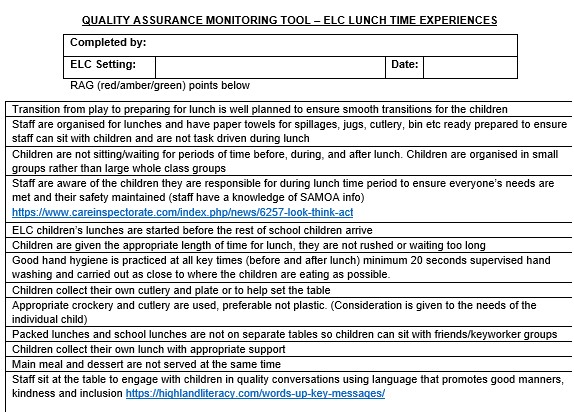 QUALITY ASSURANCE MONITORING TOOL – ELC LUNCH TIME EXPERIENCES
Completed by:
ELC Setting: Date:
RAG (red/amber/green) points below
Transition from play to preparing for lunch is well planned to ensure smooth transitions for the children
Staff are organised for lunches and have paper towels for spillages, jugs, cutlery, bin etc ready prepared to ensure
staff can sit with children and are not task driven during lunch
Children are not sitting/waiting for periods of time before, during, and after lunch. Children are organised in small
groups rather than large whole class groups
Staff are aware of the children they are responsible for during lunch time period to ensure everyone's needs are
met and their safety maintained (staff have a knowledge of SAMOA info)
https://www.careinspectorate.com/index.php/news/6257-look-think-act
ELC children's lunches are started before the rest of school children arrive
Children are given the appropriate length of time for lunch, they are not rushed or waiting too long
Good hand hygiene is practiced at all key times (before and after lunch) minimum 20 seconds supervised hand
washing and carried out as close to where the children are eating as possible.
Children collect their own cutlery and plate or to help set the table
Appropriate crockery and cutlery are used, preferable not plastic. (Consideration is given to the needs of the
individual child)
Packed lunches and school lunches are not on separate tables so children can sit with friends/keyworker groups
Children collect their own lunch with appropriate support
Main meal and dessert are not served at the same time
Staff sit at the table to engage with children in quality conversations using language that promotes good manners,
kindness and inclusion https://highlandliteracy.com/words-up-key-messages/